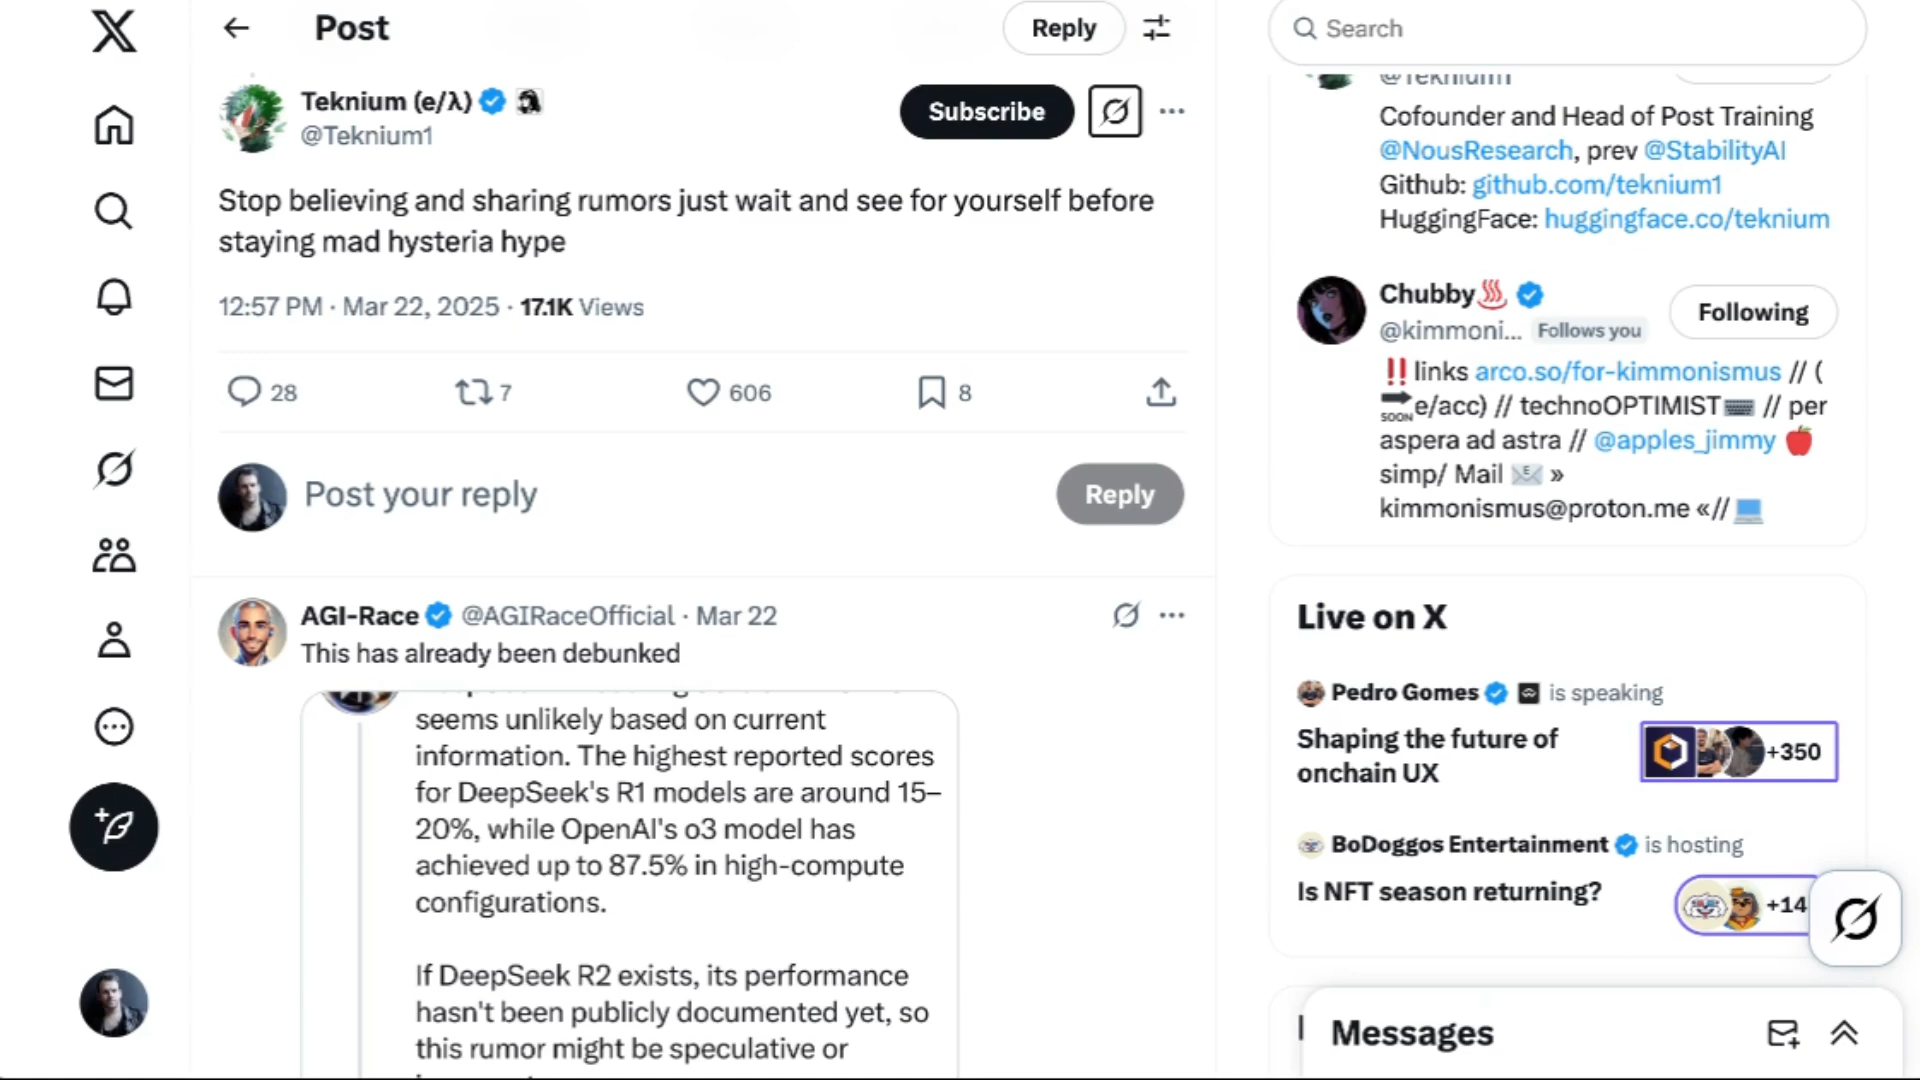 Post
Reply
Teknium (e/λ)
@Teknium1
Subscribe
Stop believing and sharing rumors just wait and see for yourself before
staying mad hysteria hype
12:57 PM · Mar 22, 2025 · 17.1K Views
28
7
606
8
Post your reply
Reply
AGI-Race @AGIRaceOfficial · Mar 22
This has already been debunked
seems unlikely based on current
information. The highest reported scores
for DeepSeek's R1 models are around 15–
20%, while OpenAI's o3 model has
achieved up to 87.5% in high-compute
configurations.
If DeepSeek R2 exists, its performance
hasn't been publicly documented yet, so
this rumor might be speculative or
Search
@Teknium1
Cofounder and Head of Post Training
@NousResearch, prev @StabilityAI
Github: github.com/teknium1
HuggingFace: huggingface.co/teknium
Chubby♨️
@kimmoni... Follows you
Following
‼️links arco.so/for-kimmonismus // (
🔜e/acc) // technoOPTIMIST⌨️ // per
aspera ad astra // @apples_jimmy 🍎
simp/ Mail 📧 »
kimmonismus@proton.me «// 💻
Live on X
Pedro Gomes is speaking
Shaping the future of
onchain UX
+350
BoDoggos Entertainment is hosting
Is NFT season returning?
+14
Messages